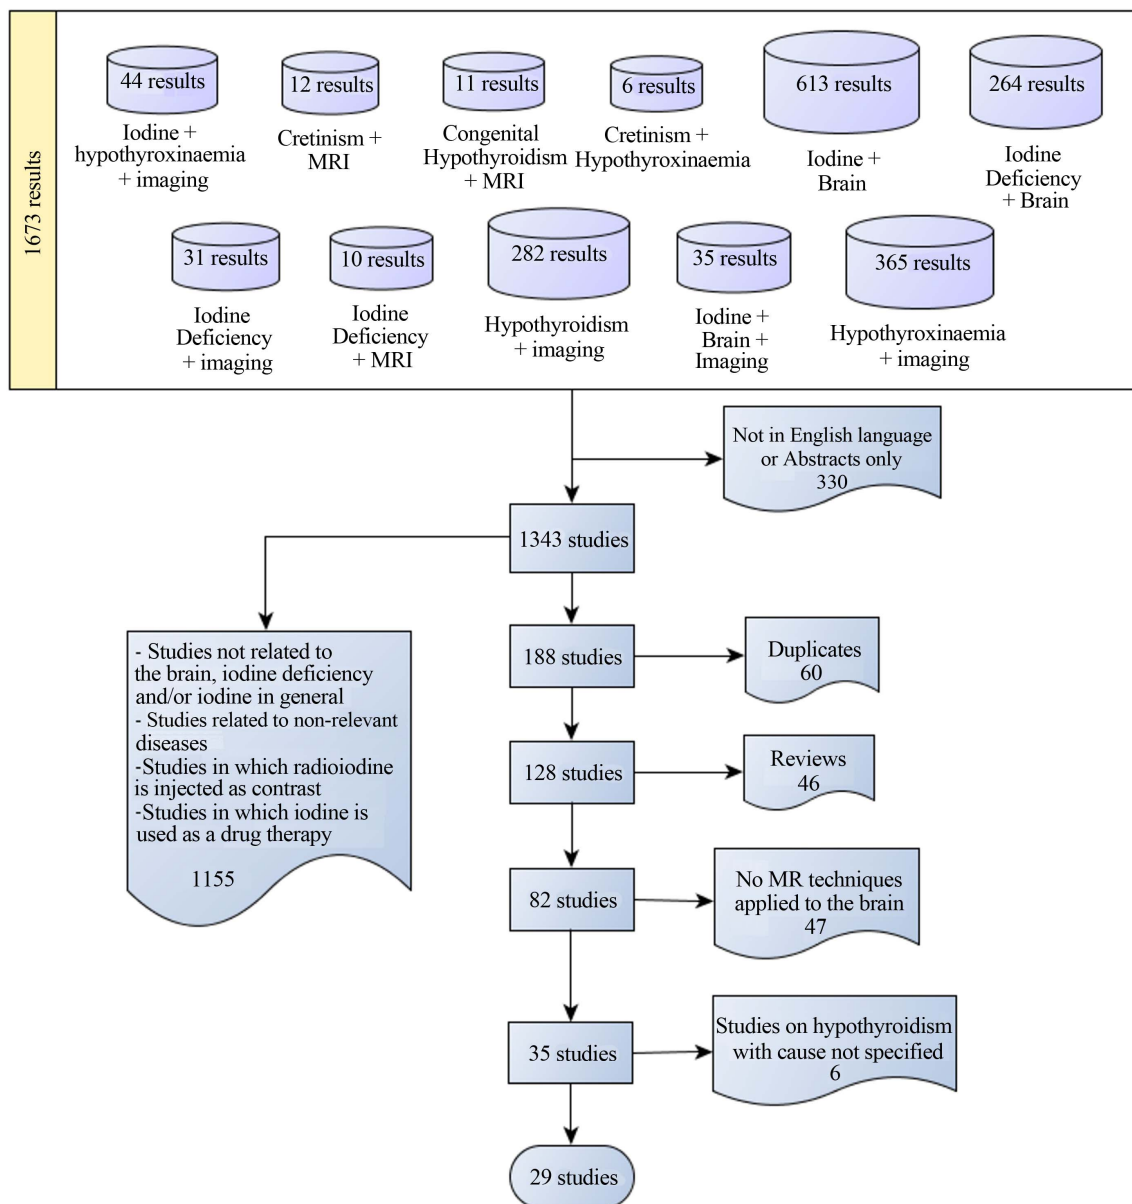 1673 results
44 results
Iodine +
hypothyroxinaemia
+ imaging
12 results
Cretinism +
MRI
11 results
Congenital
Hypothyroidism
+ MRI
6 results
Cretinism +
Hypothyroxinaemia
613 results
Iodine +
Brain
264 results
Iodine
Deficiency
+ Brain
31 results
Iodine
Deficiency
+ imaging
10 results
Iodine
Deficiency
+ MRI
282 results
Hypothyroidism
+ imaging
35 results
Iodine +
Brain +
Imaging
365 results
Hypothyroxinaemia
+ imaging
Not in English language
or Abstracts only
330
1343 studies
- Studies not related to
the brain, iodine deficiency
and/or iodine in general
- Studies related to non-relevant
diseases
-Studies in which radioiodine
is injected as contrast
-Studies in which iodine is
used as a drug therapy
1155
188 studies
Duplicates
60
128 studies
Reviews
46
82 studies
No MR techniques
applied to the brain
47
35 studies
Studies on hypothyroidism
with cause not specified
6
29 studies